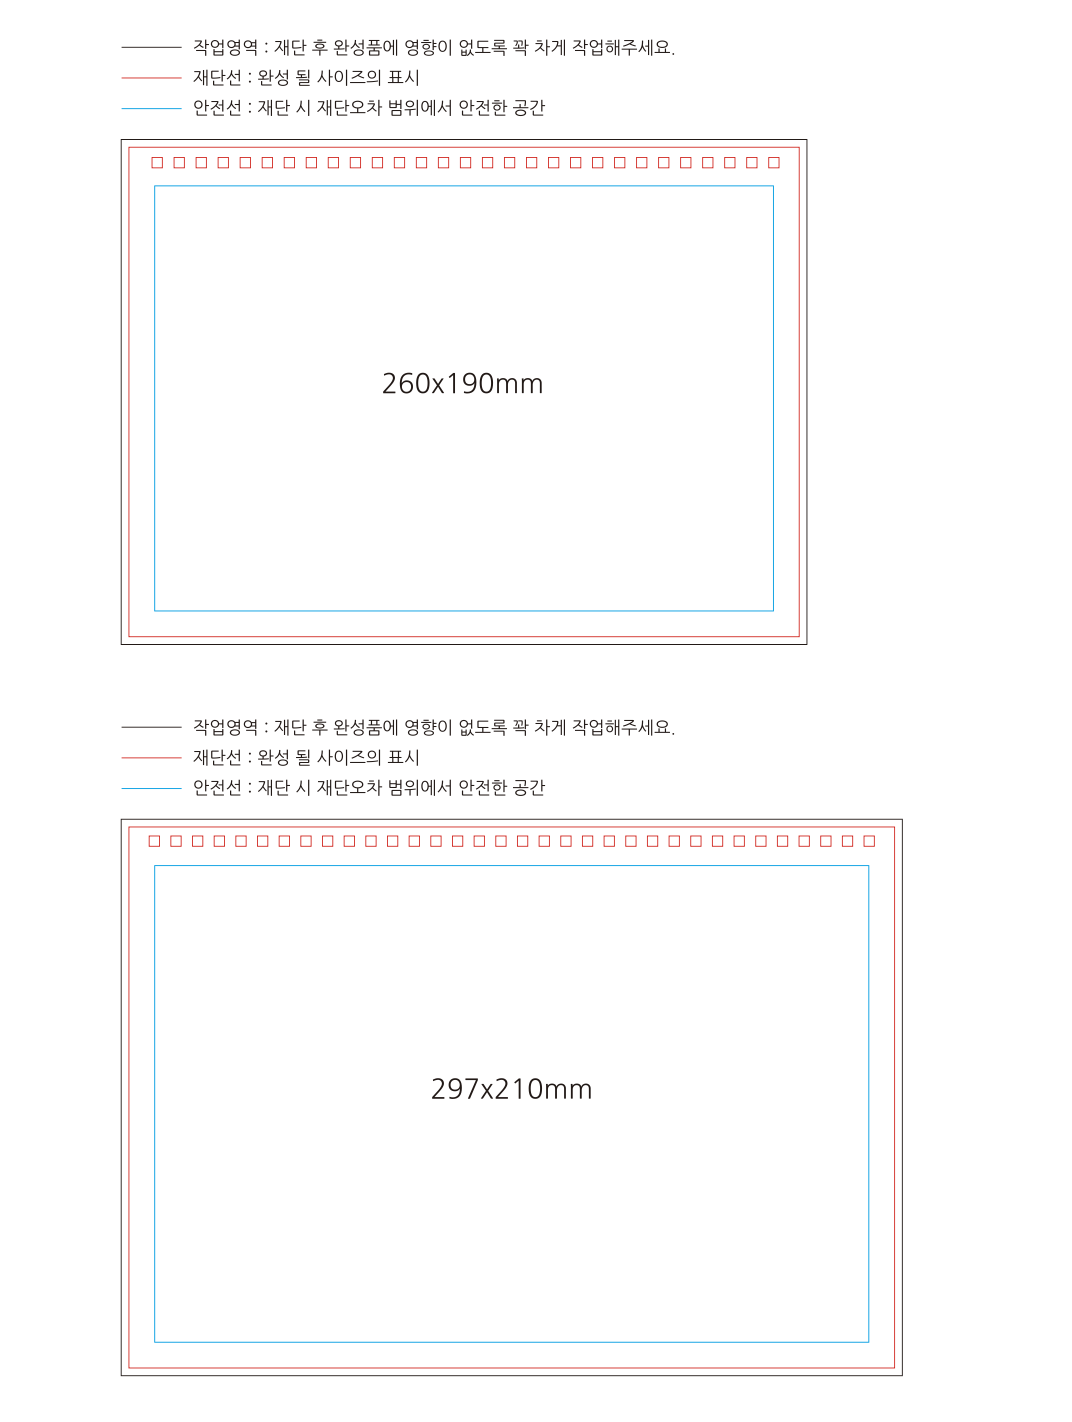 작업영역 : 재단 후 완성품에 영향이 없도록 꽉 차게 작업해주세요.
재단선 : 완성 될 사이즈의 표시
안전선 : 재단 시 재단오차 범위에서 안전한 공간
260x190mm
작업영역 : 재단 후 완성품에 영향이 없도록 꽉 차게 작업해주세요.
재단선 : 완성 될 사이즈의 표시
안전선 : 재단 시 재단오차 범위에서 안전한 공간
297x210mm